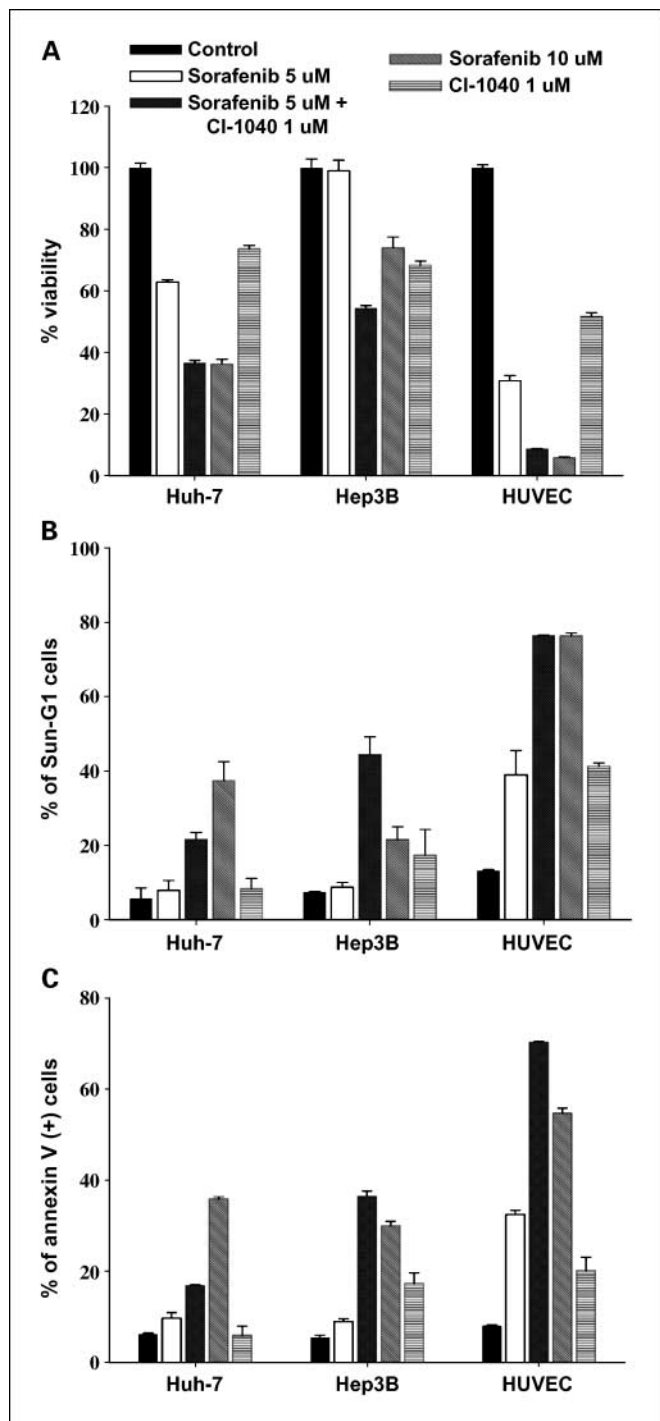 A
Control
Sorafenib 5 uM
Sorafenib 5 uM +
CI-1040 1 uM
Sorafenib 10 uM
CI-1040 1 uM
120
100
80
60
40
20
0
% viability
Huh-7 Hep3B HUVEC
B
100
80
60
40
20
0
% of Sun-G1 cells
Huh-7 Hep3B HUVEC
C
80
60
40
20
0
% of annexin V (+) cells
Huh-7 Hep3B HUVEC